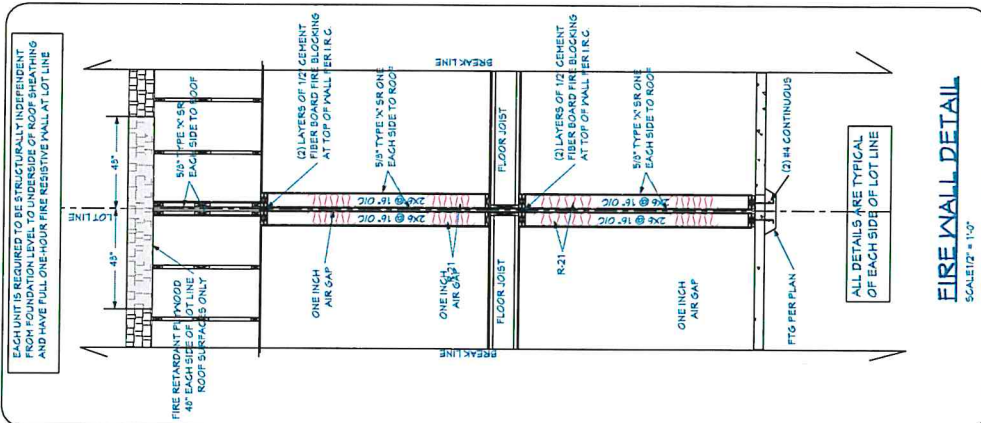 EACH UNIT IS REQUIRED TO BE STRUCTURALLY INDEPENDENT
FROM FOUNDATION LEVEL TO UNDERSIDE OF ROOF SHEATHING
AND HAVE FULL ONE-HOUR FIRE RESISTIVE WALL AT LOT LINE
LOT LINE
48"
48"
FIRE RETARDANT PLYWOOD
48" EACH SIDE OF LOT LINE
ROOF SURFACES ONLY
5/8" TYPE 'X' SR
EACH SIDE TO ROOF
BREAK LINE
(2) LAYERS OF 1/2" CEMENT
FIBER BOARD FIRE BLOCKING
AT TOP OF WALL PER I.R.C.
ONE INCH
AIR GAP
2X6 @ 16" O/C
2X6 @ 16" O/C
5/8" TYPE 'X' SR ONE
EACH SIDE TO ROOF
ONE INCH
AIR GAP
R-21
BREAK LINE
FLOOR JOIST
FLOOR JOIST
(2) LAYERS OF 1/2" CEMENT
FIBER BOARD FIRE BLOCKING
AT TOP OF WALL PER I.R.C.
R-21
2X6 @ 16" O/C
2X6 @ 16" O/C
5/8" TYPE 'X' SR ONE
EACH SIDE TO ROOF
ONE INCH
AIR GAP
FTG PER PLAN
(2) #4 CONTINUOUS
ALL DETAILS ARE TYPICAL
OF EACH SIDE OF LOT LINE
FIRE WALL DETAIL
SCALE 1/2" = 1'-0"